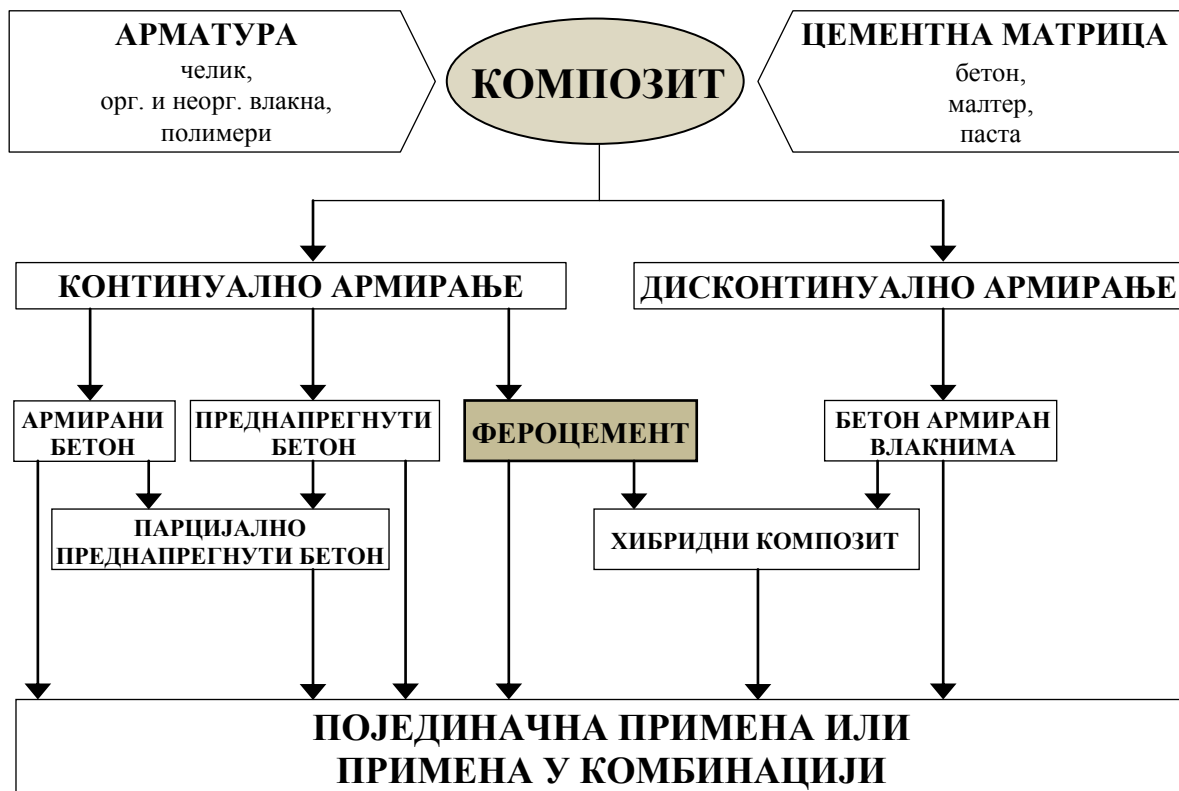 АРМАТУРА
челик,
орг. и неорг. влакна,
полимери
КОМПОЗИТ
ЦЕМЕНТНА МАТРИЦА
бетон,
малтер,
паста
КОНТИНУАЛНО АРМИРАЊЕ
ДИСКОНТИНУАЛНО АРМИРАЊЕ
АРМИРАНИ
БЕТОН
ПРЕДНАПРЕГНУТИ
БЕТОН
ФЕРОЦЕМЕНТ
БЕТОН АРМИРАН
ВЛАКНИМА
ПАРЦИЈАЛНО
ПРЕДНАПРЕГНУТИ БЕТОН
ХИБРИДНИ КОМПОЗИТ
ПОЈЕДИНАЧНА ПРИМЕНА ИЛИ
ПРИМЕНА У КОМБИНАЦИЈИ